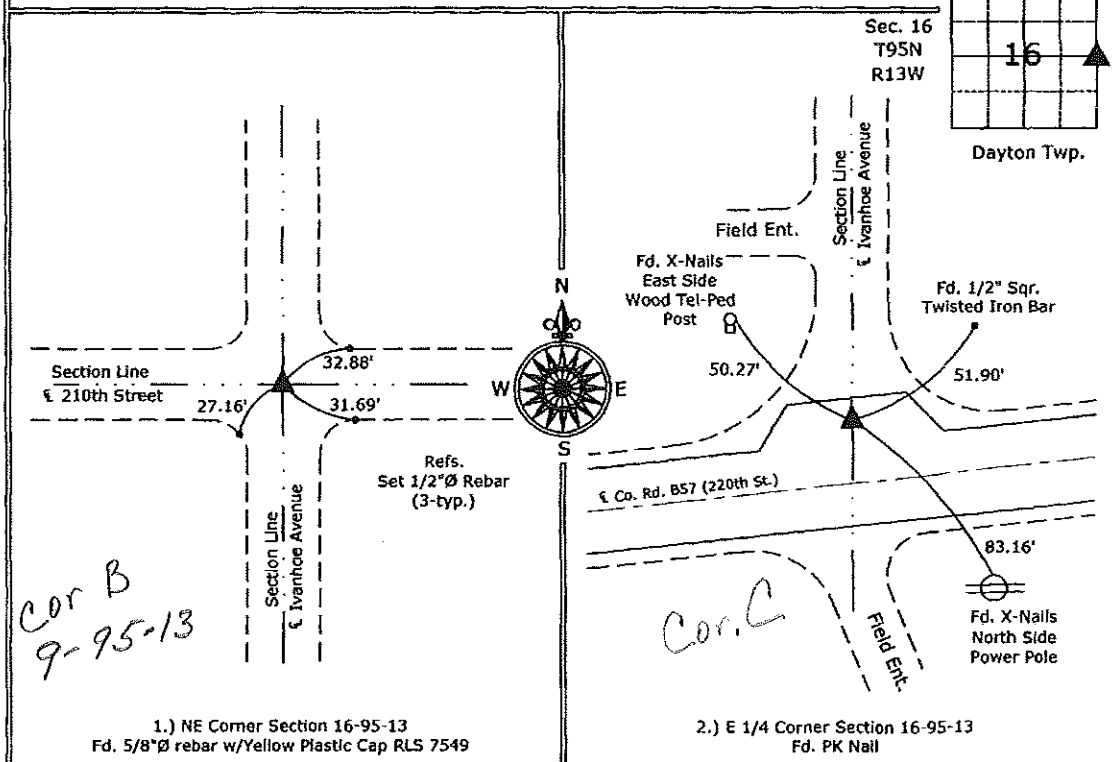 Sec. 16
T95N
R13W
16
Dayton Twp.
32.88'
Section Line
℄ 210th Street
27.16'
31.69'
Refs.
Set 1/2"Ø Rebar
(3-typ.)
Section Line
℄ Ivanhoe Avenue
Cor B
9-95-13
1.) NE Corner Section 16-95-13
Fd. 5/8"Ø rebar w/Yellow Plastic Cap RLS 7549
N
W
E
S
Section Line
℄ Ivanhoe Avenue
Field Ent.
Fd. X-Nails
East Side
Wood Tel-Ped
Post
Fd. 1/2" Sqr.
Twisted Iron Bar
50.27'
51.90'
℄ Co. Rd. B57 (220th St.)
83.16'
Cor. C
Field Ent.
Fd. X-Nails
North Side
Power Pole
2.) E 1/4 Corner Section 16-95-13
Fd. PK Nail